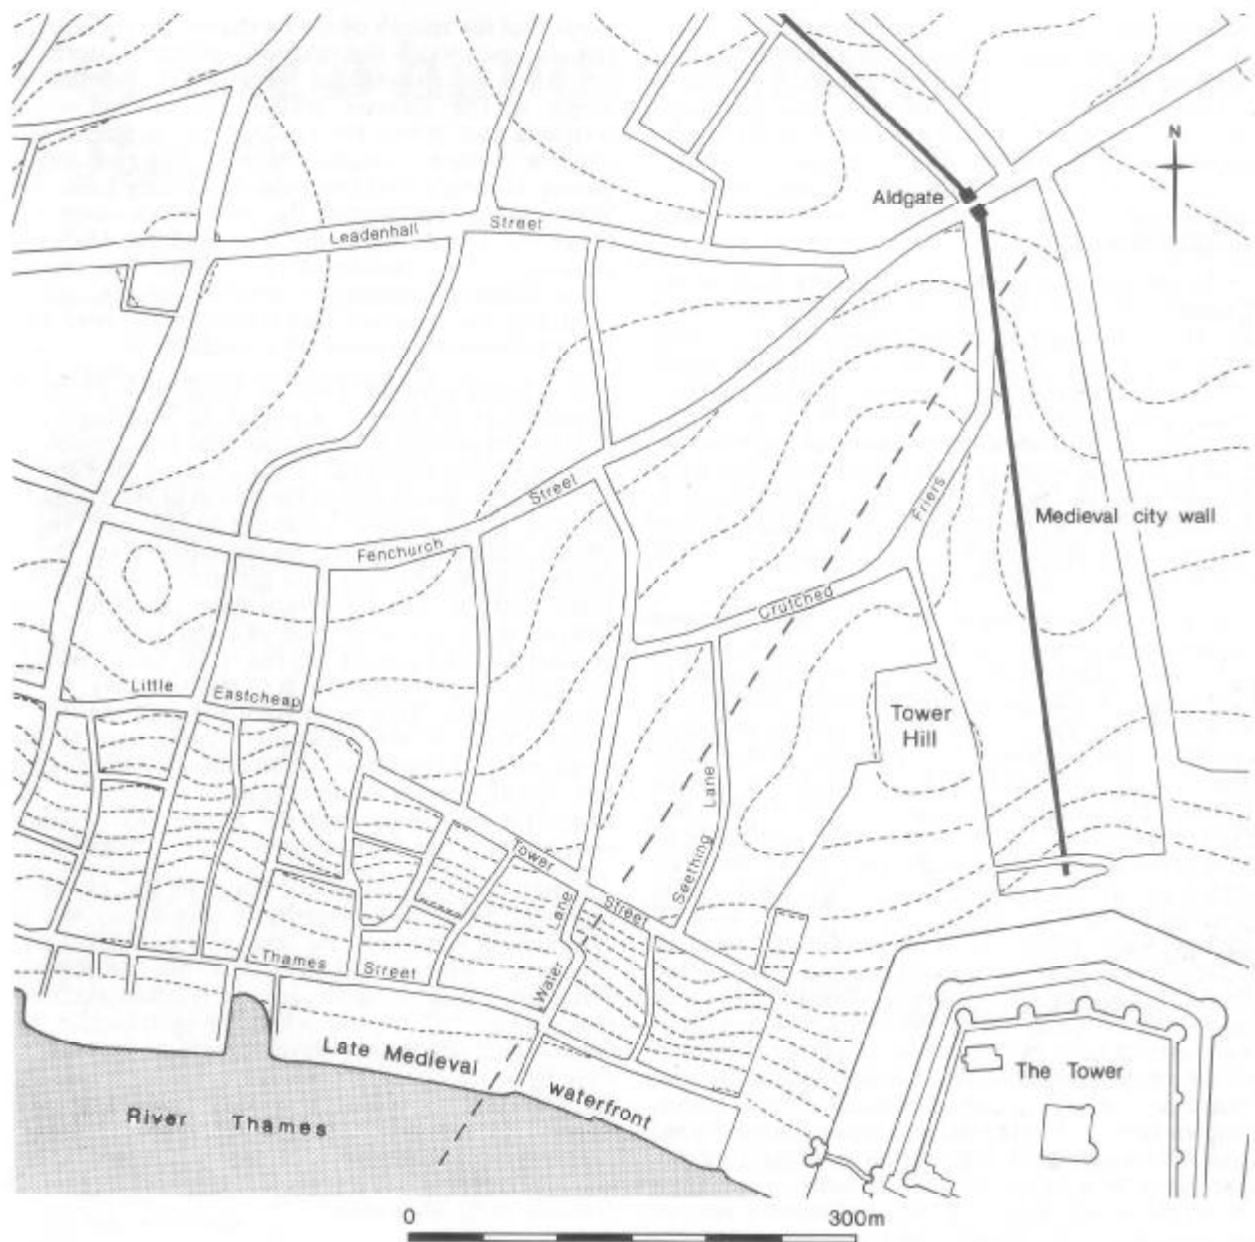 N
Aldgate
Leadenhall Street
Medieval city wall
Friers
Street
Fenchurch
Crutched
Little Eastcheap
Tower
Hill
Lane
Seething
Tower Street
Lane
Water
Thames Street
Late Medieval waterfront
The Tower
River Thames
0 300m